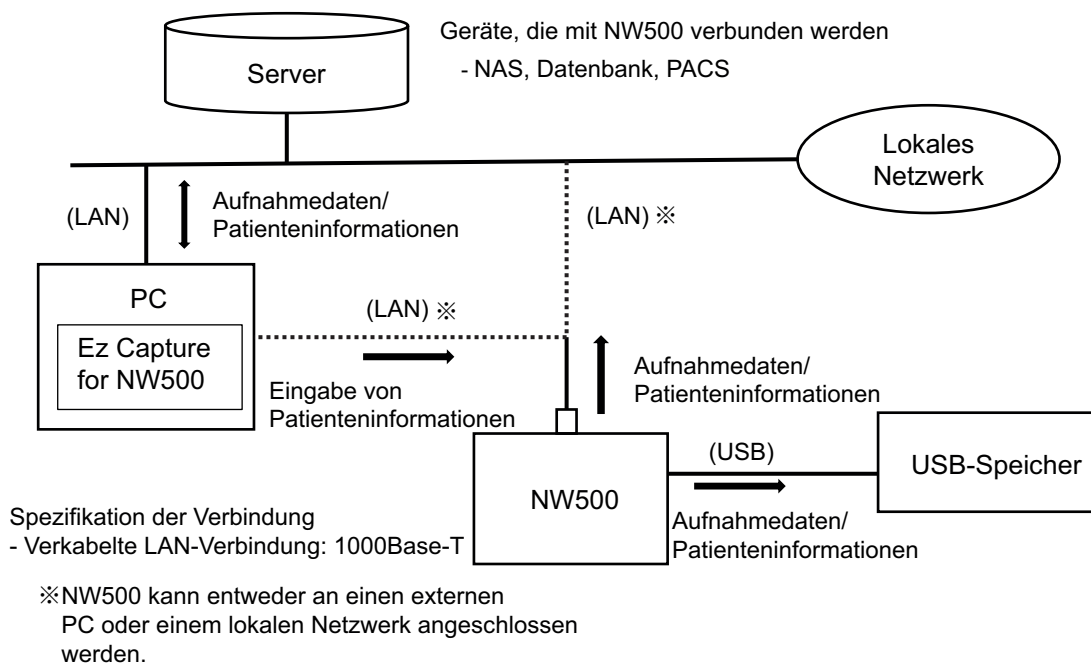 Geräte, die mit NW500 verbunden werden
- NAS, Datenbank, PACS
Server
Lokales
Netzwerk
(LAN)
Aufnahmedaten/
Patienteninformationen
(LAN) ※
PC
Ez Capture
for NW500
(LAN) ※
Eingabe von
Patienteninformationen
Aufnahmedaten/
Patienteninformationen
NW500
(USB)
USB-Speicher
Aufnahmedaten/
Patienteninformationen
Spezifikation der Verbindung
- Verkabelte LAN-Verbindung: 1000Base-T
※NW500 kann entweder an einen externen
PC oder einem lokalen Netzwerk angeschlossen
werden.